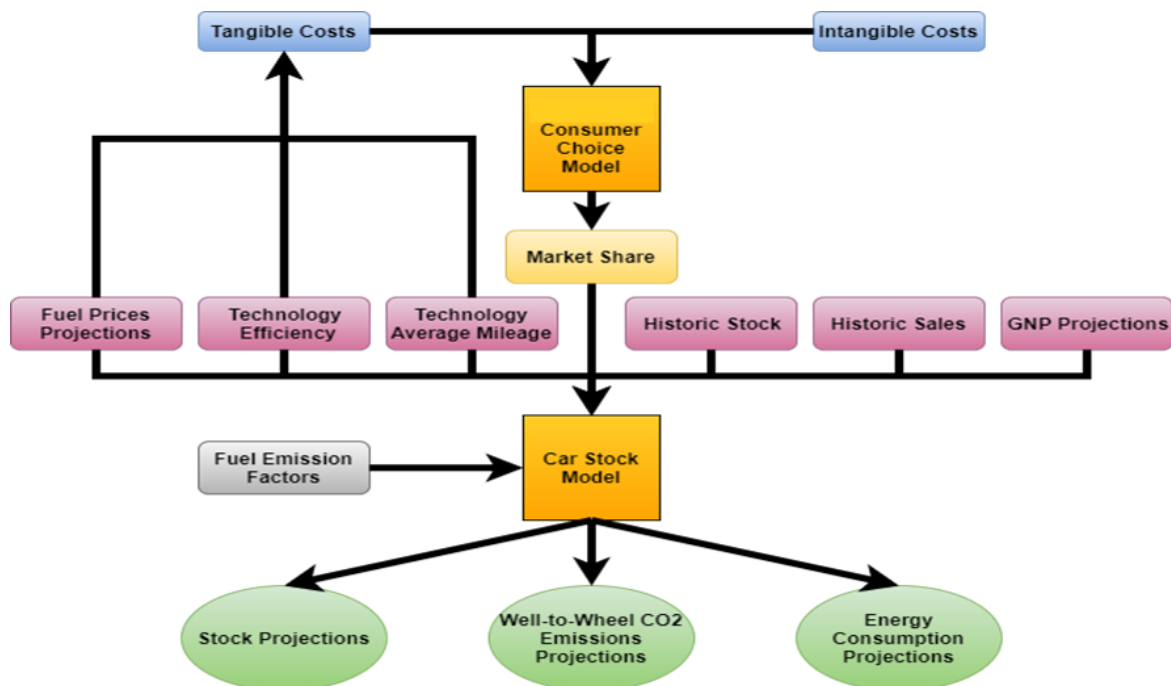 Tangible Costs
Intangible Costs
Consumer
Choice
Model
Market Share
Fuel Prices
Projections
Technology
Efficiency
Technology
Average Mileage
Historic Stock
Historic Sales
GNP Projections
Fuel Emission
Factors
Car Stock
Model
Stock Projections
Well-to-Wheel CO2
Emissions
Projections
Energy
Consumption
Projections